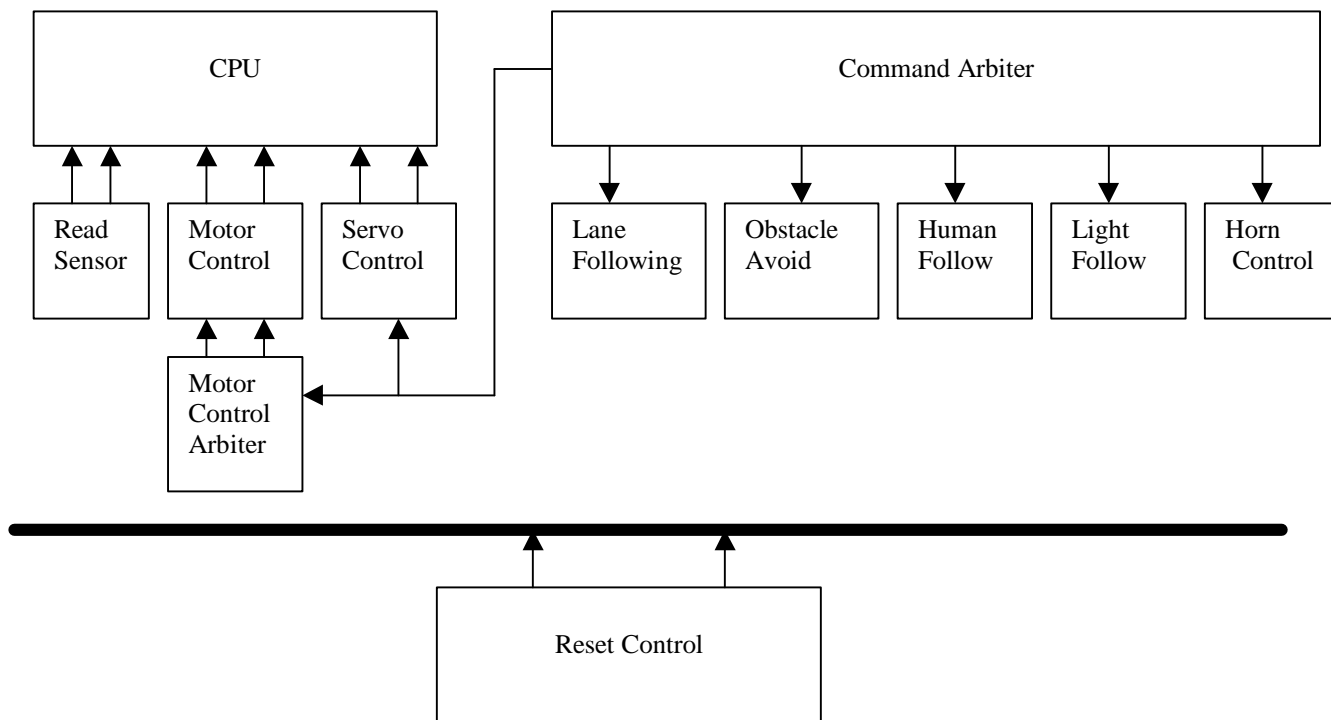 CPU
Command Arbiter
Read
Sensor
Motor
Control
Servo
Control
Lane
Following
Obstacle
Avoid
Human
Follow
Light
Follow
Horn
Control
Motor
Control
Arbiter
Reset Control